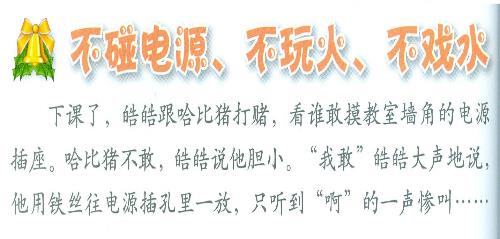 不碰电源、不玩火、不戏水
下课了，皓皓跟哈比猪打赌，看谁敢摸教室墙角的电源
插座。哈比猪不敢，皓皓说他胆小。“我敢”皓皓大声地说，
他用铁丝往电源插孔里一放，只听到“啊”的一声惨叫……